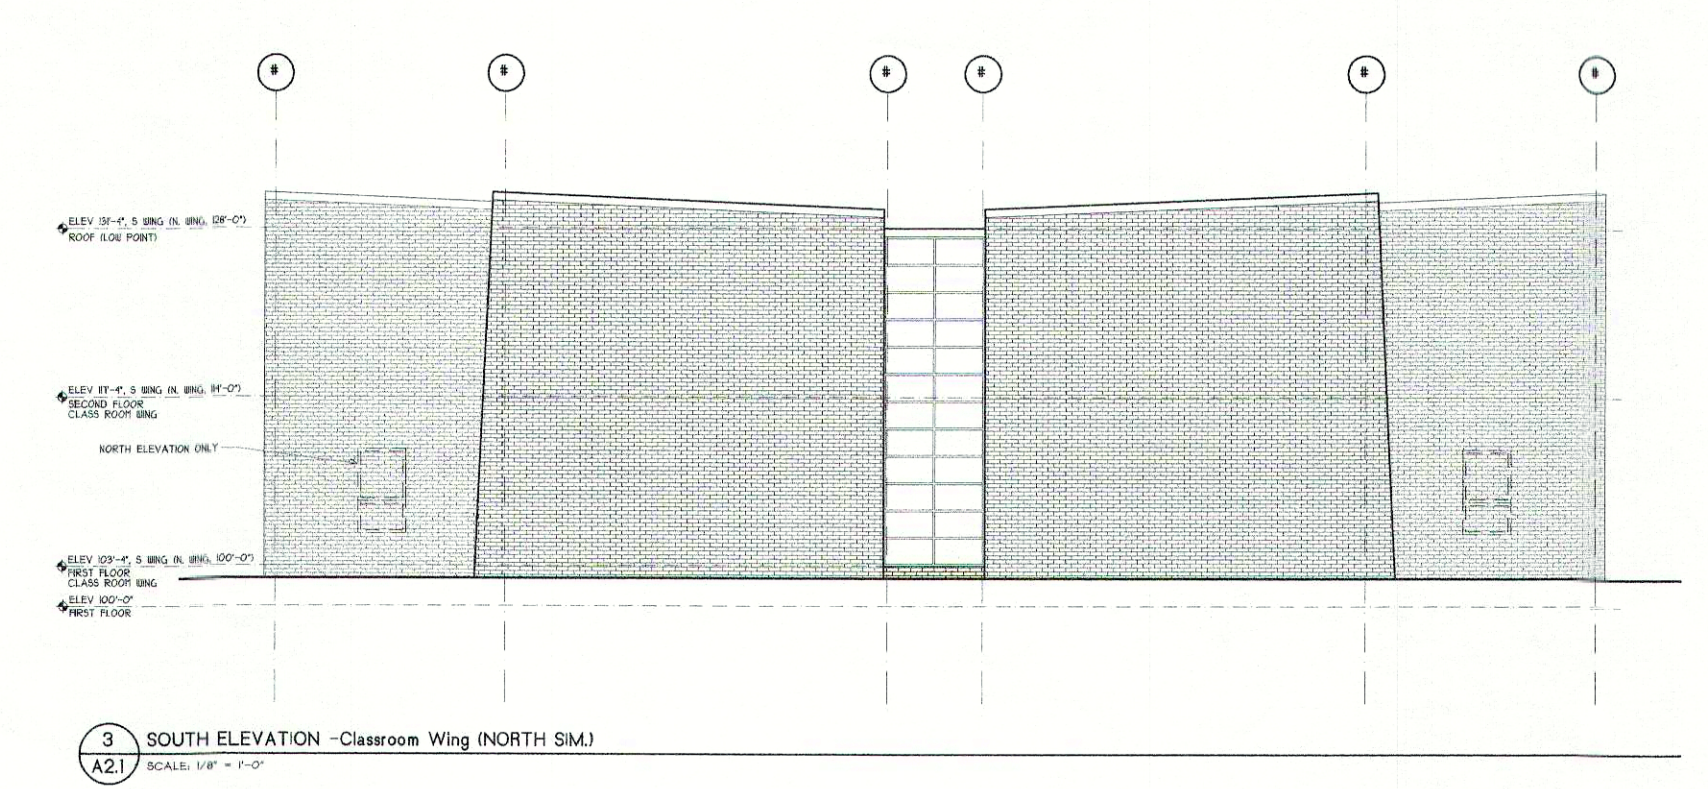 # # # # # #
ELEV 131'-4", S WING (N. WING, 128'-0")
ROOF (LOW POINT)
ELEV 117'-4", S WING (N. WING, 114'-0")
SECOND FLOOR
CLASS ROOM WING
NORTH ELEVATION ONLY
ELEV 103'-4", S WING (N. WING, 100'-0")
FIRST FLOOR
CLASS ROOM WING
ELEV 100'-0"
FIRST FLOOR
3
A2.1
SOUTH ELEVATION -Classroom Wing (NORTH SIM.)
SCALE: 1/8" = 1'-0"